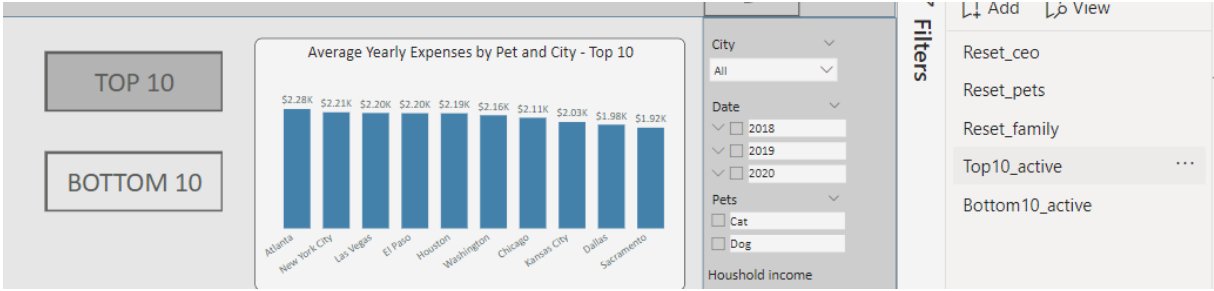 TOP 10
BOTTOM 10
Average Yearly Expenses by Pet and City - Top 10
$2.28K $2.21K $2.20K $2.20K $2.19K $2.16K $2.11K $2.03K $1.98K $1.92K
Atlanta New York City Las Vegas El Paso Houston Washington Chicago Kansas City Dallas Sacramento
City
All
Date
2018
2019
2020
Pets
Cat
Dog
Houshold income
Filters
Add View
Reset_ceo
Reset_pets
Reset_family
Top10_active ...
Bottom10_active